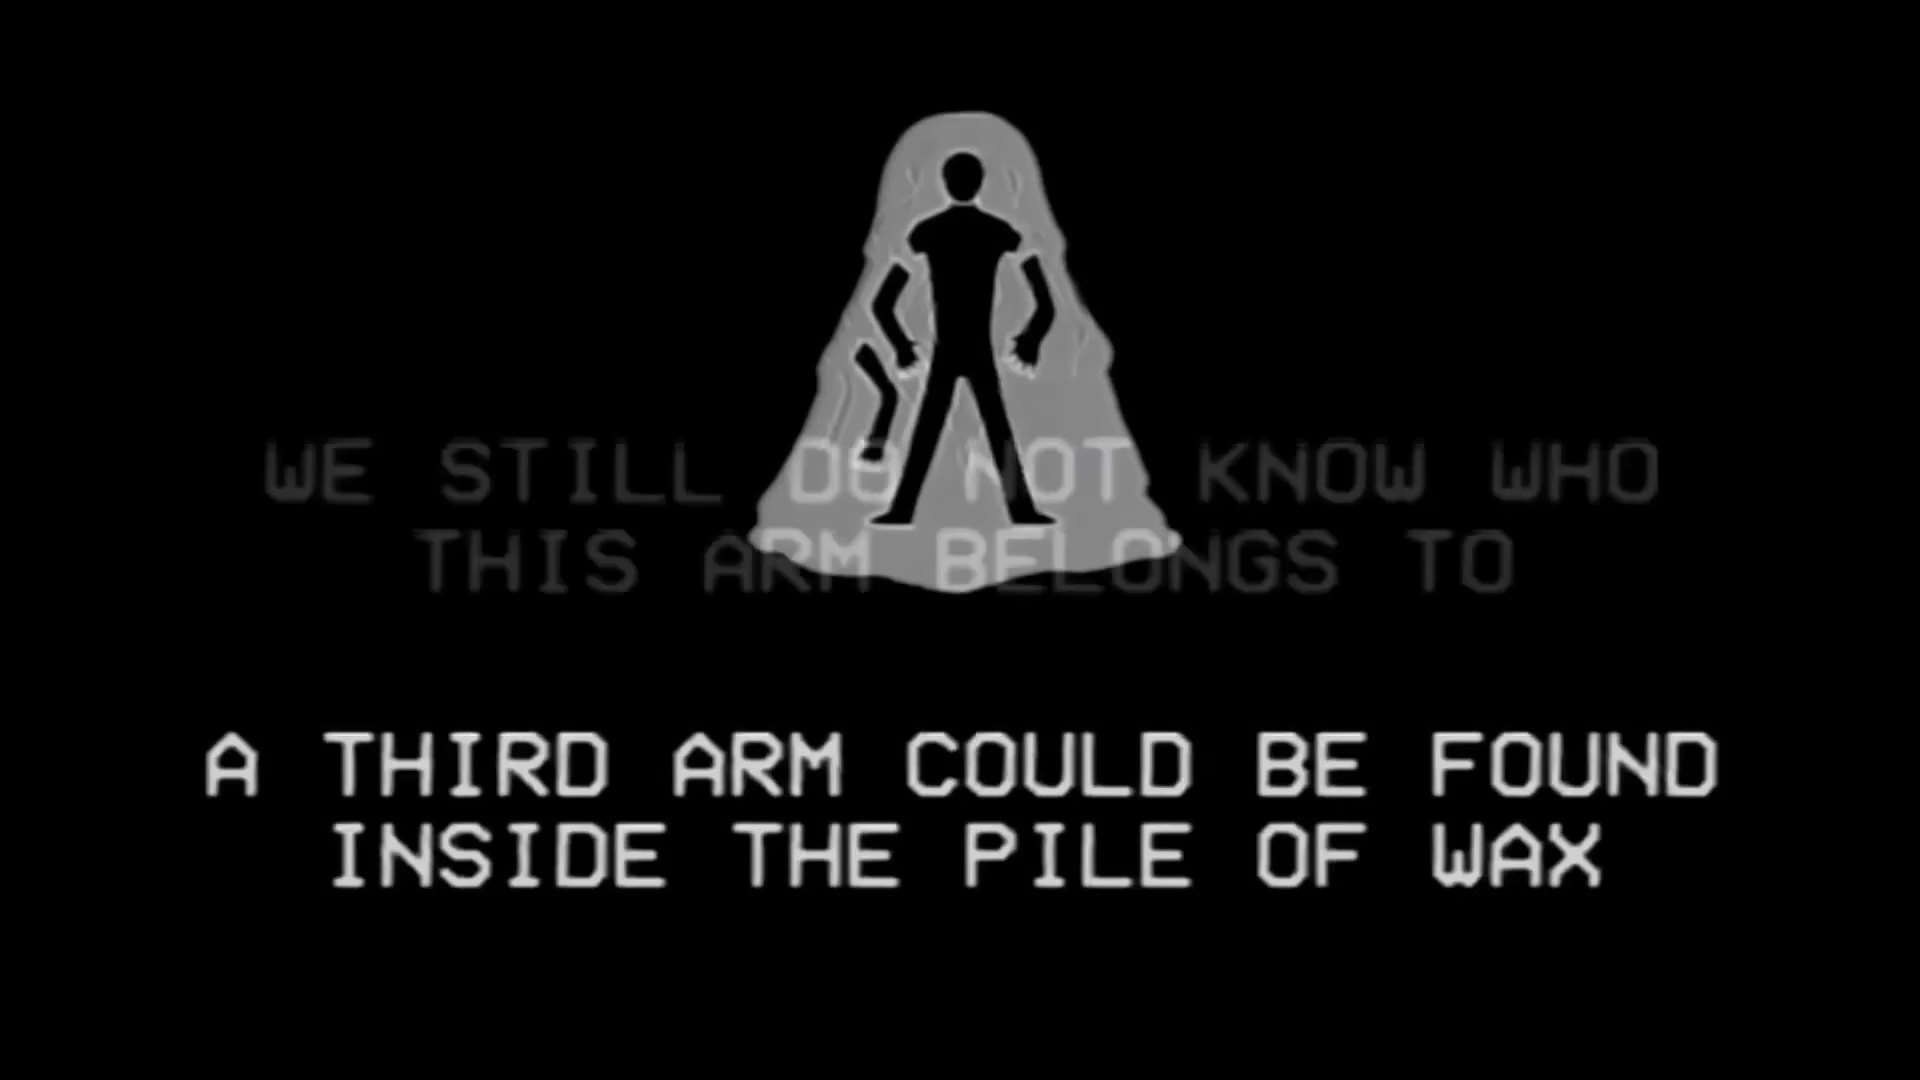 WE STILL DO NOT KNOW WHO
THIS ARM BELONGS TO
A THIRD ARM COULD BE FOUND
INSIDE THE PILE OF WAX